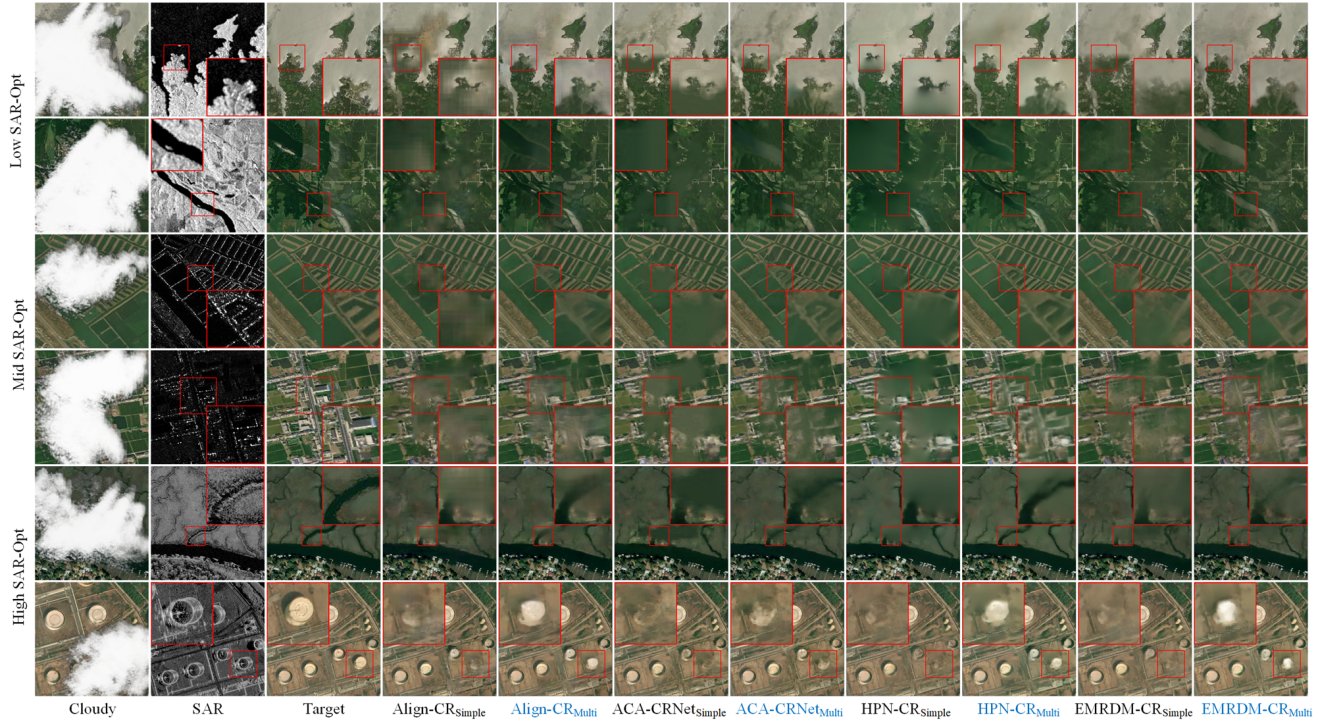 Low SAR-Opt
Mid SAR-Opt
High SAR-Opt
Cloudy SAR Target Align-CRSimple Align-CRMulti ACA-CRNetSimple ACA-CRNetMulti HPN-CRSimple HPN-CRMulti EMRDM-CRSimple EMRDM-CRMulti